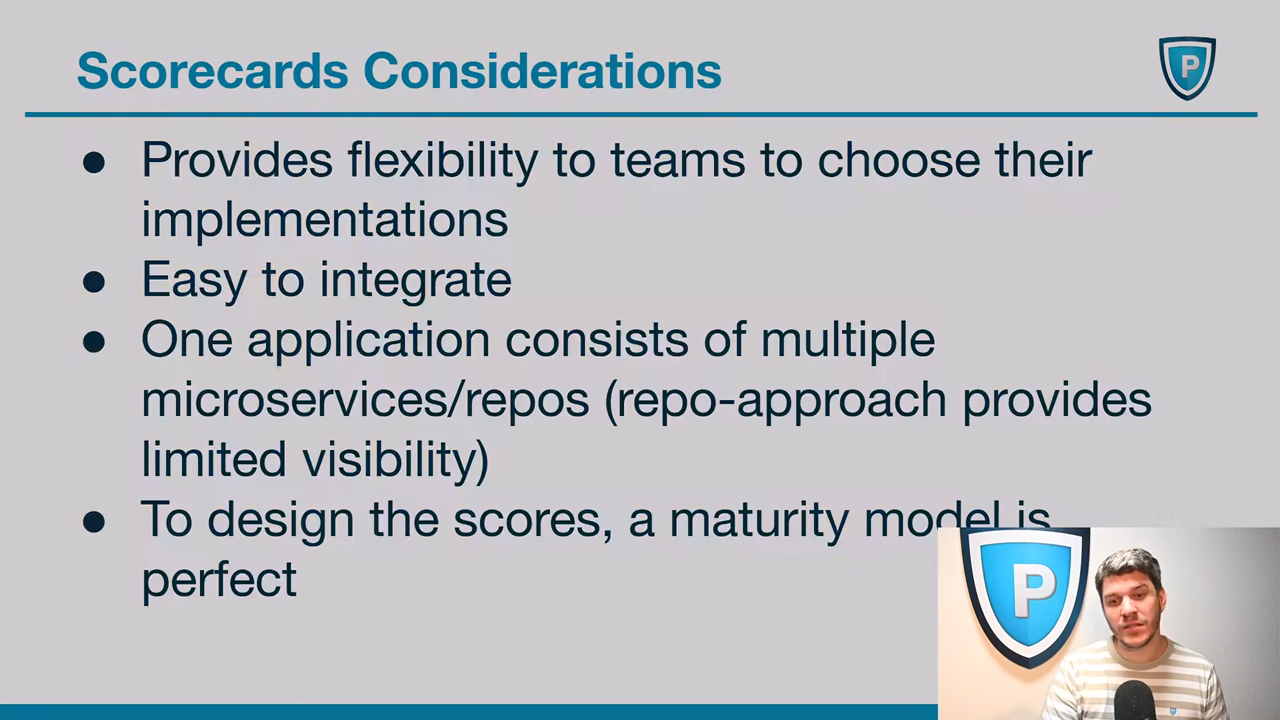 Scorecards Considerations
P
● Provides flexibility to teams to choose their
implementations
● Easy to integrate
● One application consists of multiple
microservices/repos (repo-approach provides
limited visibility)
● To design the scores, a maturity model is
perfect
P